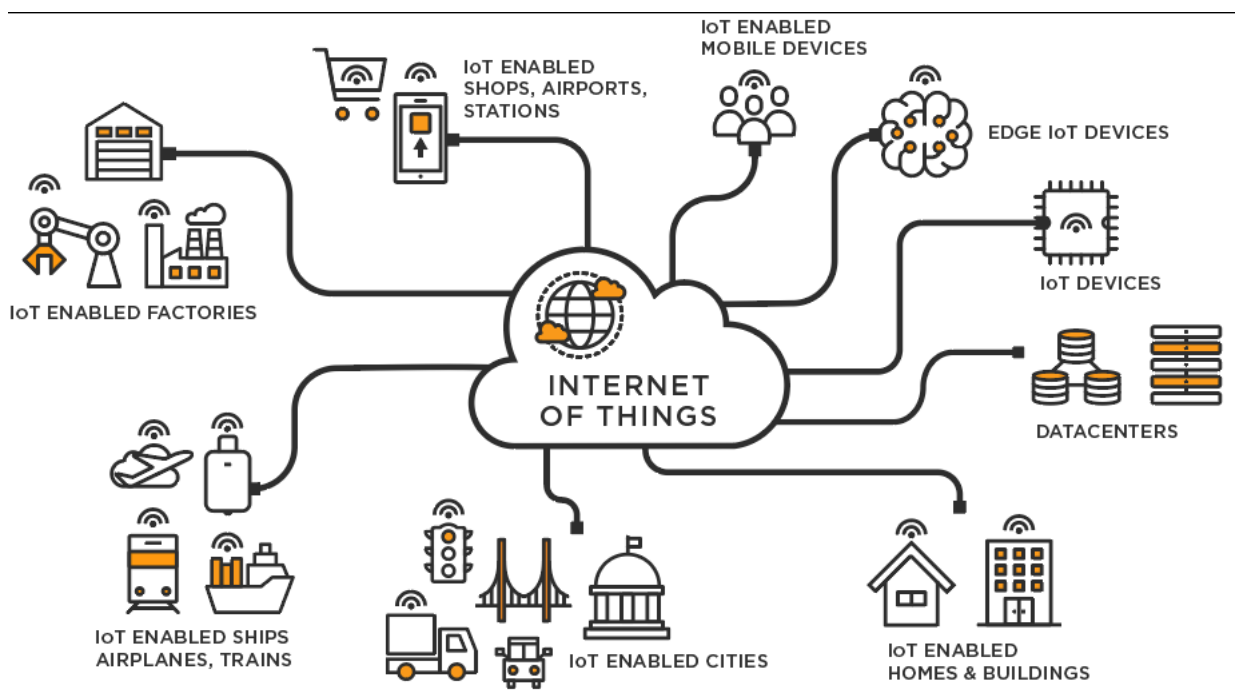 IoT ENABLED
SHOPS, AIRPORTS,
STATIONS
IoT ENABLED
MOBILE DEVICES
EDGE IoT DEVICES
IoT DEVICES
IoT ENABLED FACTORIES
INTERNET
OF THINGS
DATACENTERS
IoT ENABLED SHIPS
AIRPLANES, TRAINS
IoT ENABLED CITIES
IoT ENABLED
HOMES & BUILDINGS